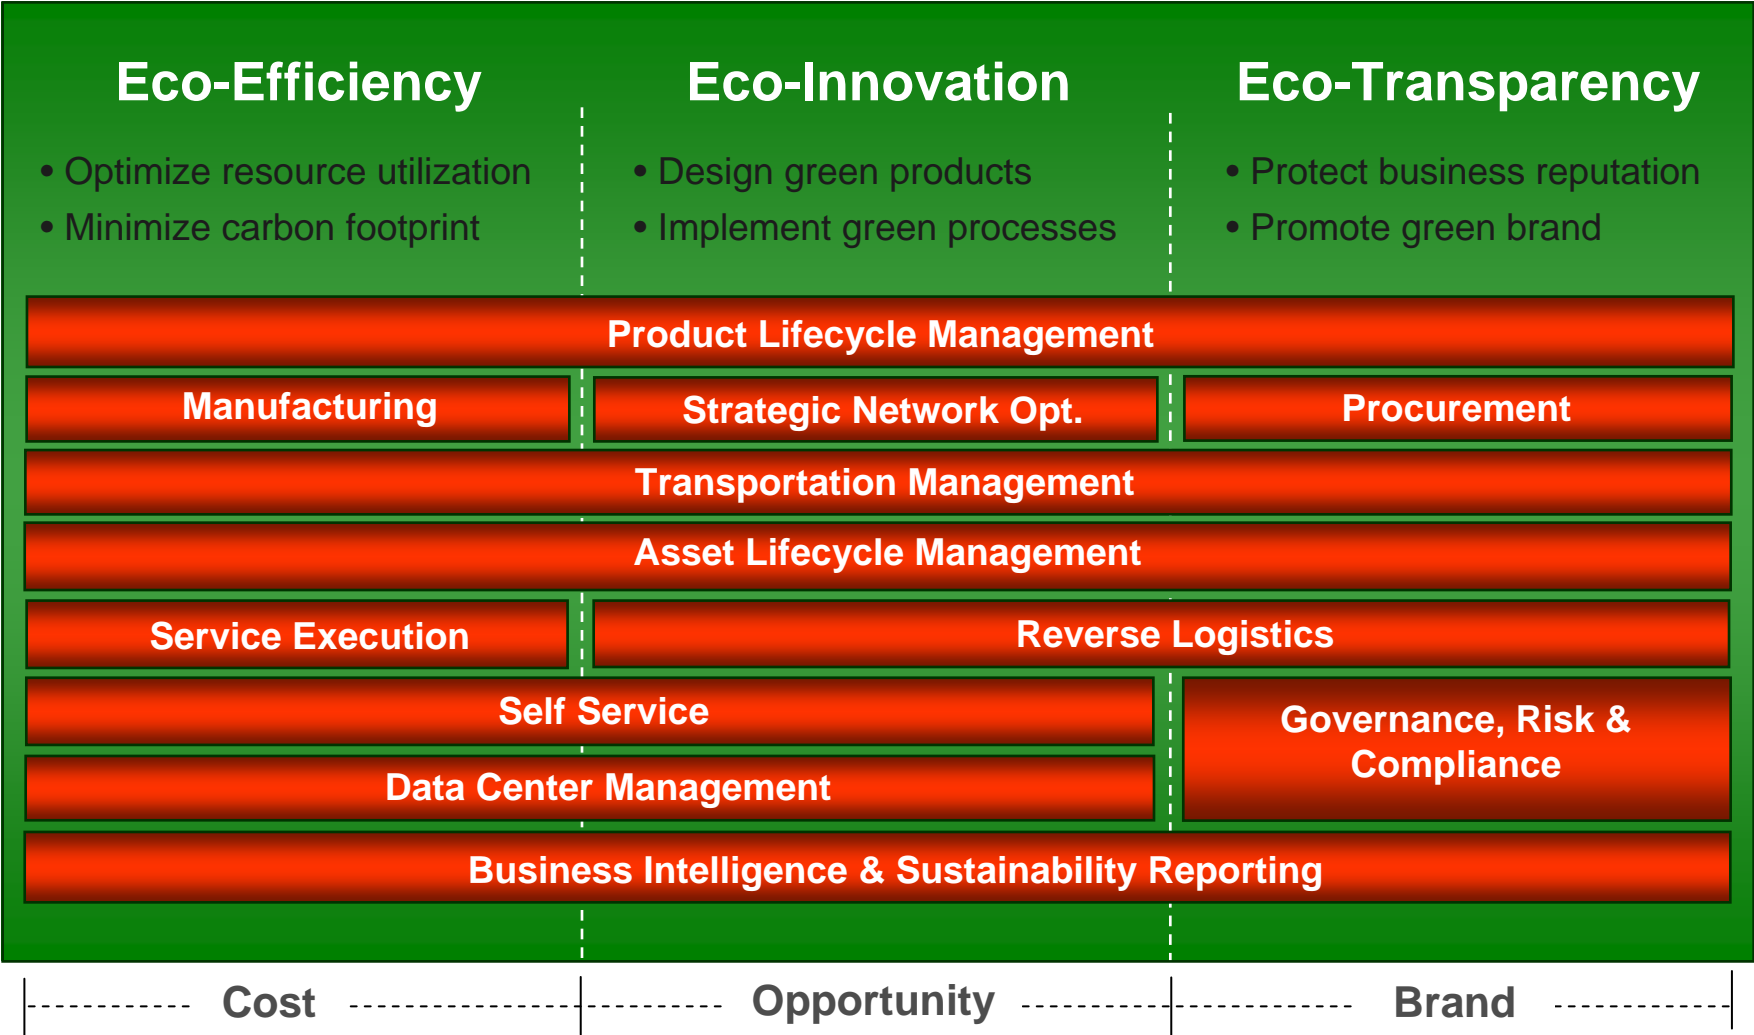 Eco-Efficiency
Eco-Innovation
Eco-Transparency
• Optimize resource utilization
• Minimize carbon footprint
• Design green products
• Implement green processes
• Protect business reputation
• Promote green brand
Product Lifecycle Management
Manufacturing
Strategic Network Opt.
Procurement
Transportation Management
Asset Lifecycle Management
Service Execution
Reverse Logistics
Self Service
Governance, Risk &
Compliance
Data Center Management
Business Intelligence & Sustainability Reporting
Cost
Opportunity
Brand